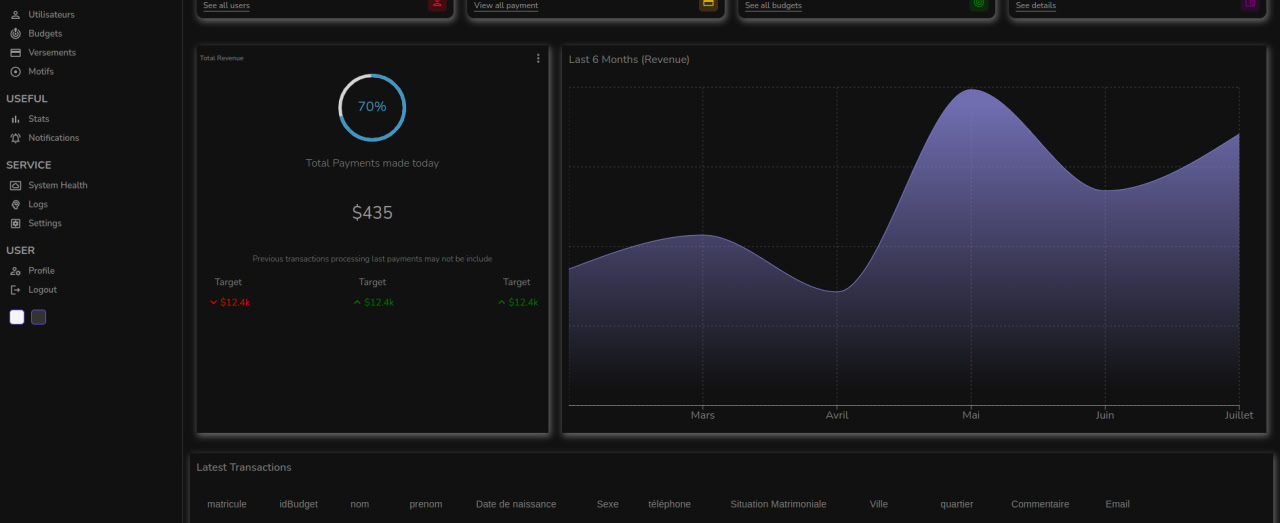 Utilisateurs
Budgets
Versements
Motifs
USEFUL
Stats
Notifications
SERVICE
System Health
Logs
Settings
USER
Profile
Logout
See all users
View all payment
See all budgets
See details
Total Revenue
70%
Total Payments made today
$435
Previous transactions processing last payments may not be include
Target Target Target
$12.4k $12.4k $12.4k
Last 6 Months (Revenue)
Mars Avril Mai Juin Juillet
Latest Transactions
matricule idBudget nom prenom Date de naissance Sexe téléphone Situation Matrimoniale Ville quartier Commentaire Email